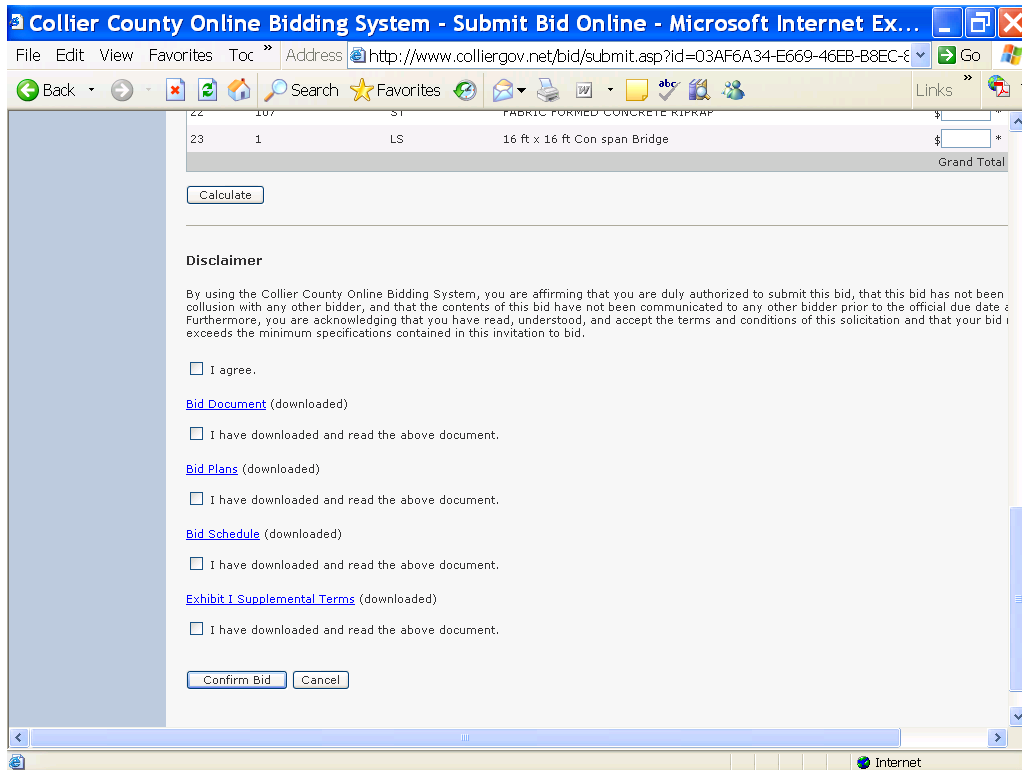 Collier County Online Bidding System - Submit Bid Online - Microsoft Internet Ex...
File Edit View Favorites Toc » Address http://www.colliergov.net/bid/submit.asp?id=03AF6A34-E669-46EB-B8EC-8 Go
Back Search Favorites Links »
22 107 ST FABRIC FORMED CONCRETE RIPRAP $ *
23 1 LS 16 ft x 16 ft Con span Bridge $ *
Grand Total
Calculate
Disclaimer
By using the Collier County Online Bidding System, you are affirming that you are duly authorized to submit this bid, that this bid has not been
collusion with any other bidder, and that the contents of this bid have not been communicated to any other bidder prior to the official due date a
Furthermore, you are acknowledging that you have read, understood, and accept the terms and conditions of this solicitation and that your bid
exceeds the minimum specifications contained in this invitation to bid.
I agree.
Bid Document (downloaded)
I have downloaded and read the above document.
Bid Plans (downloaded)
I have downloaded and read the above document.
Bid Schedule (downloaded)
I have downloaded and read the above document.
Exhibit I Supplemental Terms (downloaded)
I have downloaded and read the above document.
Confirm Bid Cancel
Internet